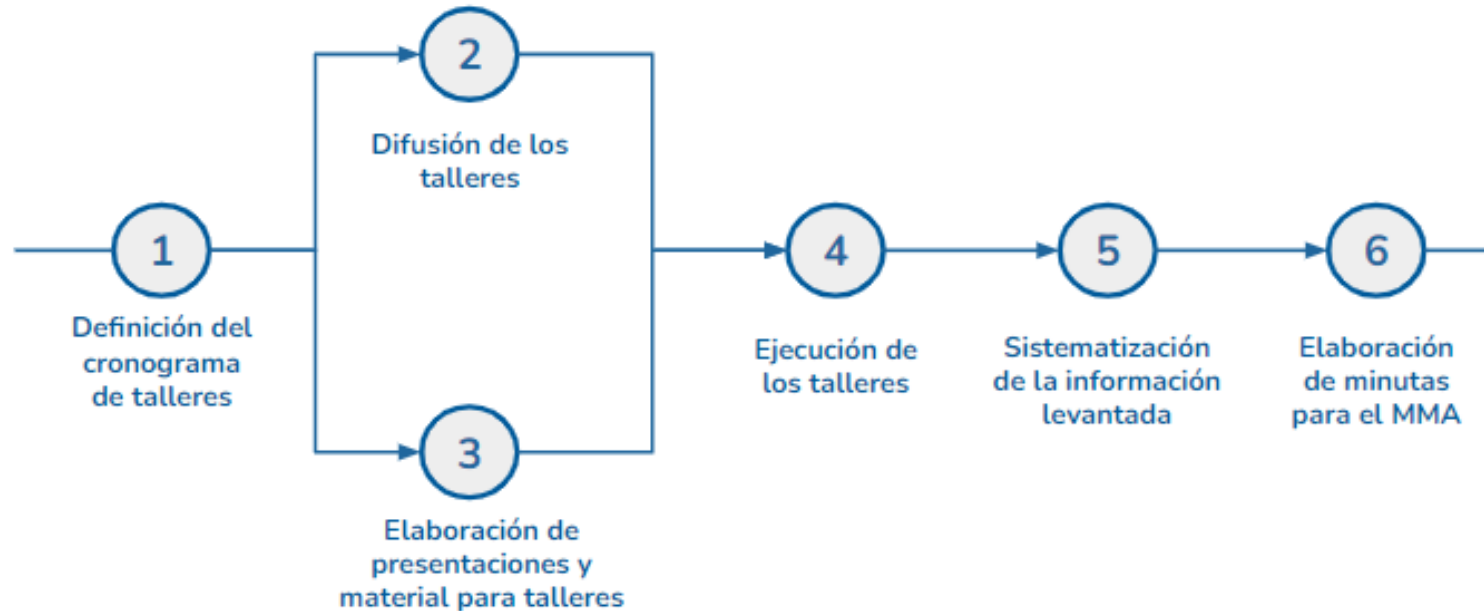 2
Difusión de los
talleres
1
Definición del
cronograma
de talleres
3
Elaboración de
presentaciones y
material para talleres
4
Ejecución de
los talleres
5
Sistematización
de la información
levantada
6
Elaboración
de minutas
para el MMA